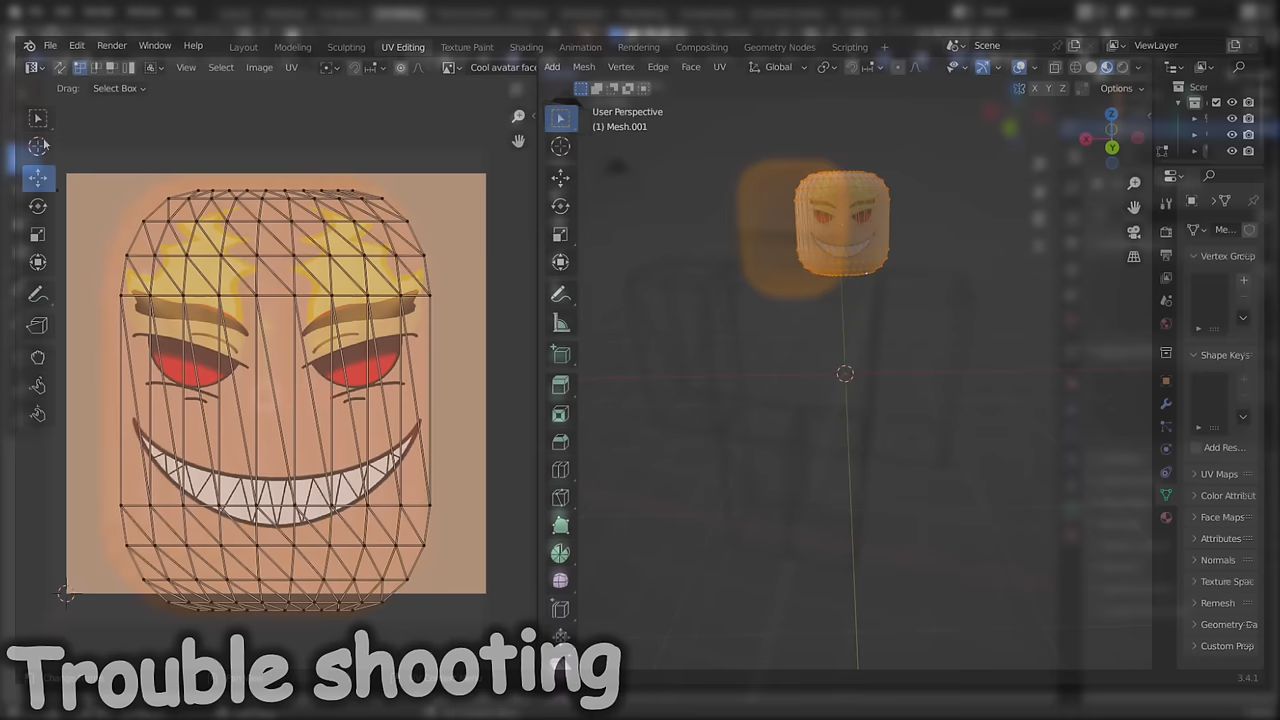 File Edit Render Window Help Layout Modeling Sculpting UV Editing Texture Paint Shading Animation Rendering Compositing Geometry Nodes Scripting + Scene ViewLayer
View Select Image UV Cool avatar face Add Mesh Vertex Edge Face UV Global
Drag: Select Box X Y Z Options
User Perspective
(1) Mesh.001
Z
X
Y
Me...
Vertex Group
Shape Keys
Add Res...
UV Maps
Color Attribut
Face Maps
Attributes
Normals
Texture Spac
Remesh
Geometry Da
Custom Prop
Trouble shooting
3.4.1